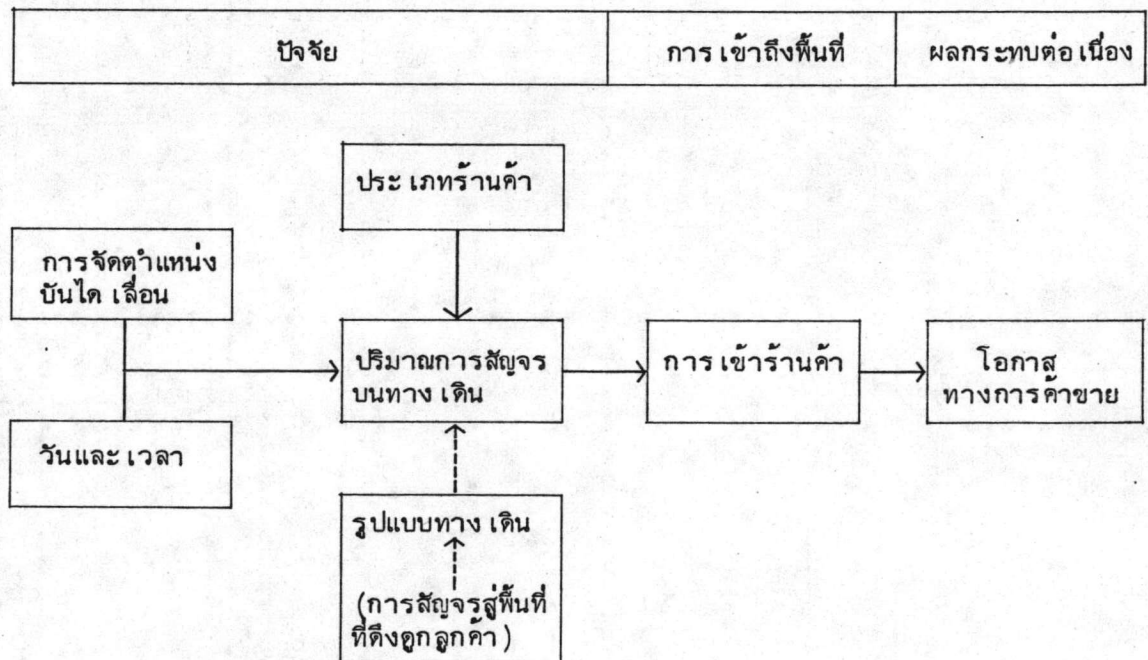 ปัจจัย การเข้าถึงพื้นที่ ผลกระทบต่อเนื่อง
ประเภทร้านค้า
การจัดตำแหน่ง
บันไดเลื่อน
ปริมาณการสัญจร
บนทางเดิน
การเข้าร้านค้า
โอกาส
ทางการค้าขาย
วันและเวลา
รูปแบบทางเดิน
(การสัญจรสู่พื้นที่
ที่ดึงดูดลูกค้า)